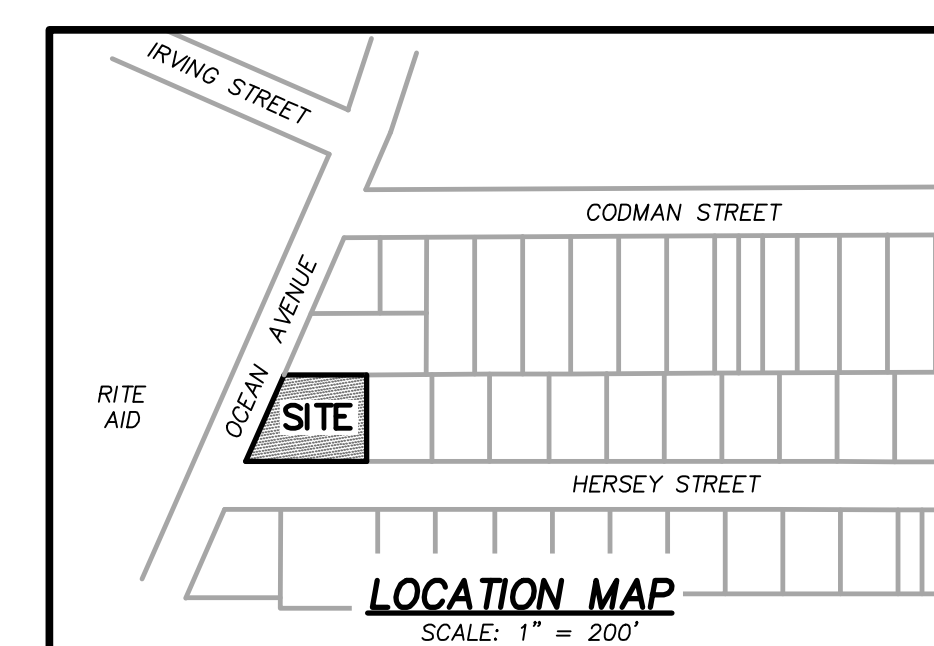 IRVING STREET
CODMAN STREET
OCEAN AVENUE
RITE
AID
SITE
HERSEY STREET
LOCATION MAP
SCALE: 1" = 200'